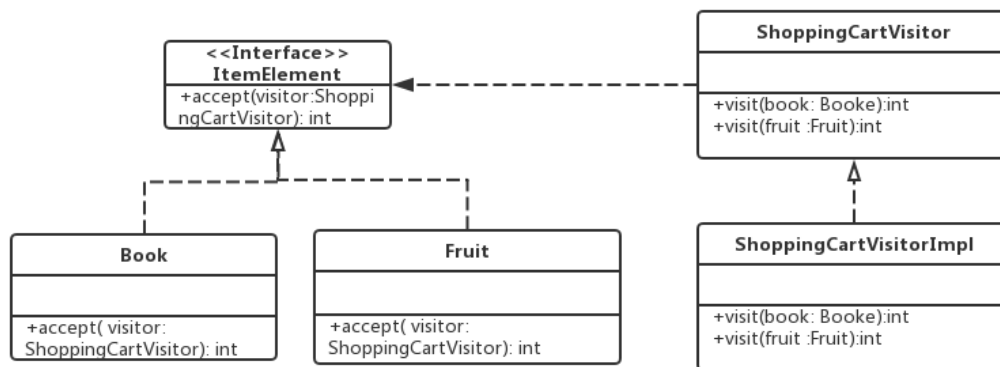 <<Interface>>
ItemElement
+accept(visitor:Shoppi
ngCartVisitor): int
ShoppingCartVisitor
+visit(book: Booke):int
+visit(fruit :Fruit):int
Book
+accept( visitor:
ShoppingCartVisitor): int
Fruit
+accept( visitor:
ShoppingCartVisitor): int
ShoppingCartVisitorImpl
+visit(book: Booke):int
+visit(fruit :Fruit):int